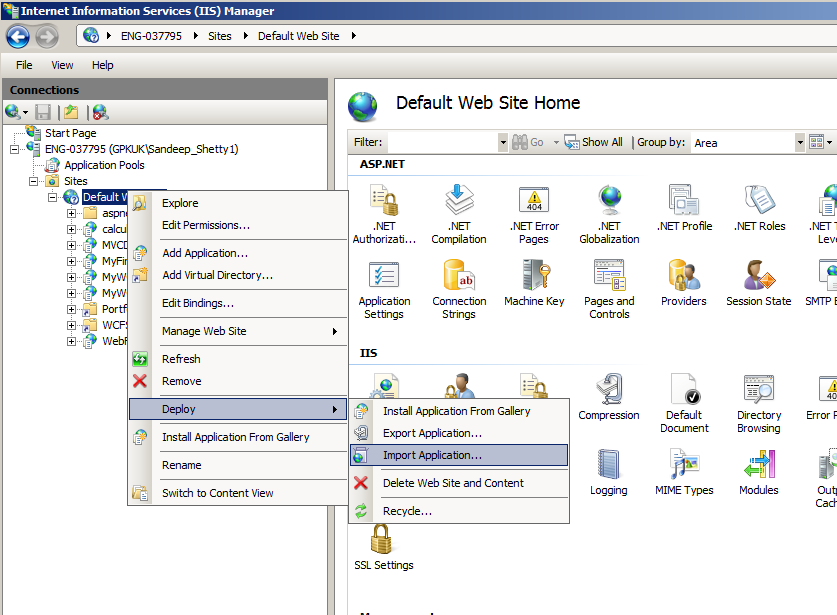 Internet Information Services (IIS) Manager
ENG-037795 Sites Default Web Site
File View Help
Connections
Start Page
ENG-037795 (GPKUK\Sandeep_Shetty1)
Application Pools
Sites
Default W
aspne
calcu
MVCD
MyFir
MyW
MyW
Portf
WCFS
WebF
Explore
Edit Permissions...
Add Application...
Add Virtual Directory...
Edit Bindings...
Manage Web Site
Refresh
Remove
Deploy
Install Application From Gallery
Rename
Switch to Content View
Install Application From Gallery
Export Application...
Import Application...
Delete Web Site and Content
Recycle...
Default Web Site Home
Filter: Go Show All Group by: Area
ASP.NET
.NET Authorizati...
.NET Compilation
.NET Error Pages
.NET Globalization
.NET Profile
.NET Roles
.NET T
Leve
Application Settings
Connection Strings
Machine Key
Pages and Controls
Providers
Session State
SMTP E
IIS
Compression
Default Document
Directory Browsing
Error P
Logging
MIME Types
Modules
Outp
Cach
SSL Settings